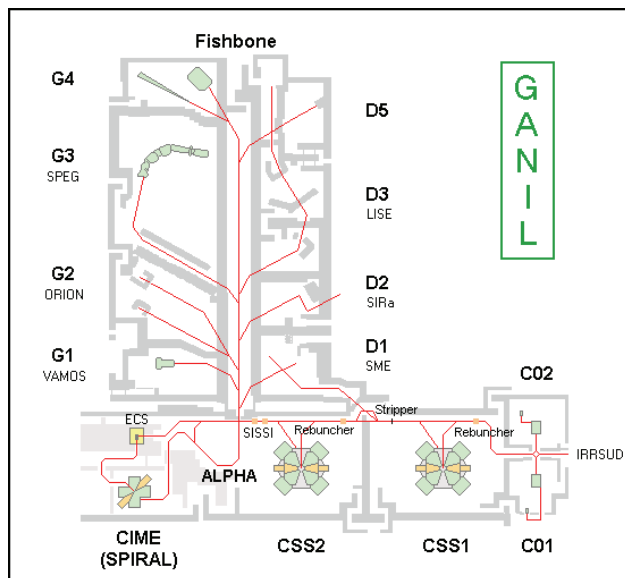 Fishbone
G4
D5
G3
SPEG
D3
LISE
G2
ORION
D2
SIRa
G1
VAMOS
D1
SME
GANIL
C02
ECS
SISSI
Rebuncher
Stripper
Rebuncher
IRRSUD
ALPHA
CIME
(SPIRAL)
CSS2
CSS1
C01